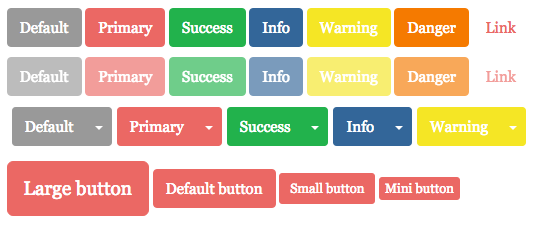 Default Primary Success Info Warning Danger Link
Default Primary Success Info Warning Danger Link
Default Primary Success Info Warning
Large button Default button Small button Mini button